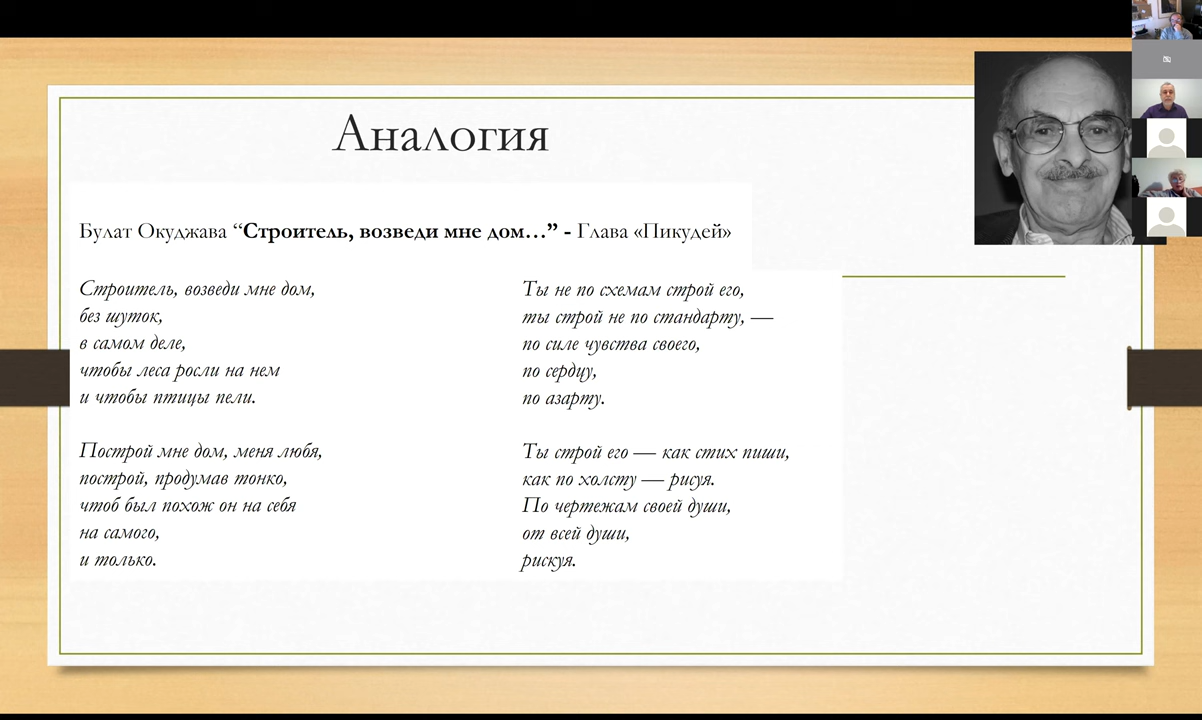 Аналогия
Булат Окуджава “Строитель, возведи мне дом…” - Глава «Пикудей»
Строитель, возведи мне дом,
без шуток,
в самом деле,
чтобы леса росли на нем
и чтобы птицы пели.
Построй мне дом, меня любя,
построй, продумав тонко,
чтоб был похож он на себя
на самого,
и только.
Ты не по схемам строй его,
ты строй не по стандарту, —
по силе чувства своего,
по сердцу,
по азарту.
Ты строй его — как стих пиши,
как по холсту — рисуя.
По чертежам своей души,
от всей души,
рискуя.